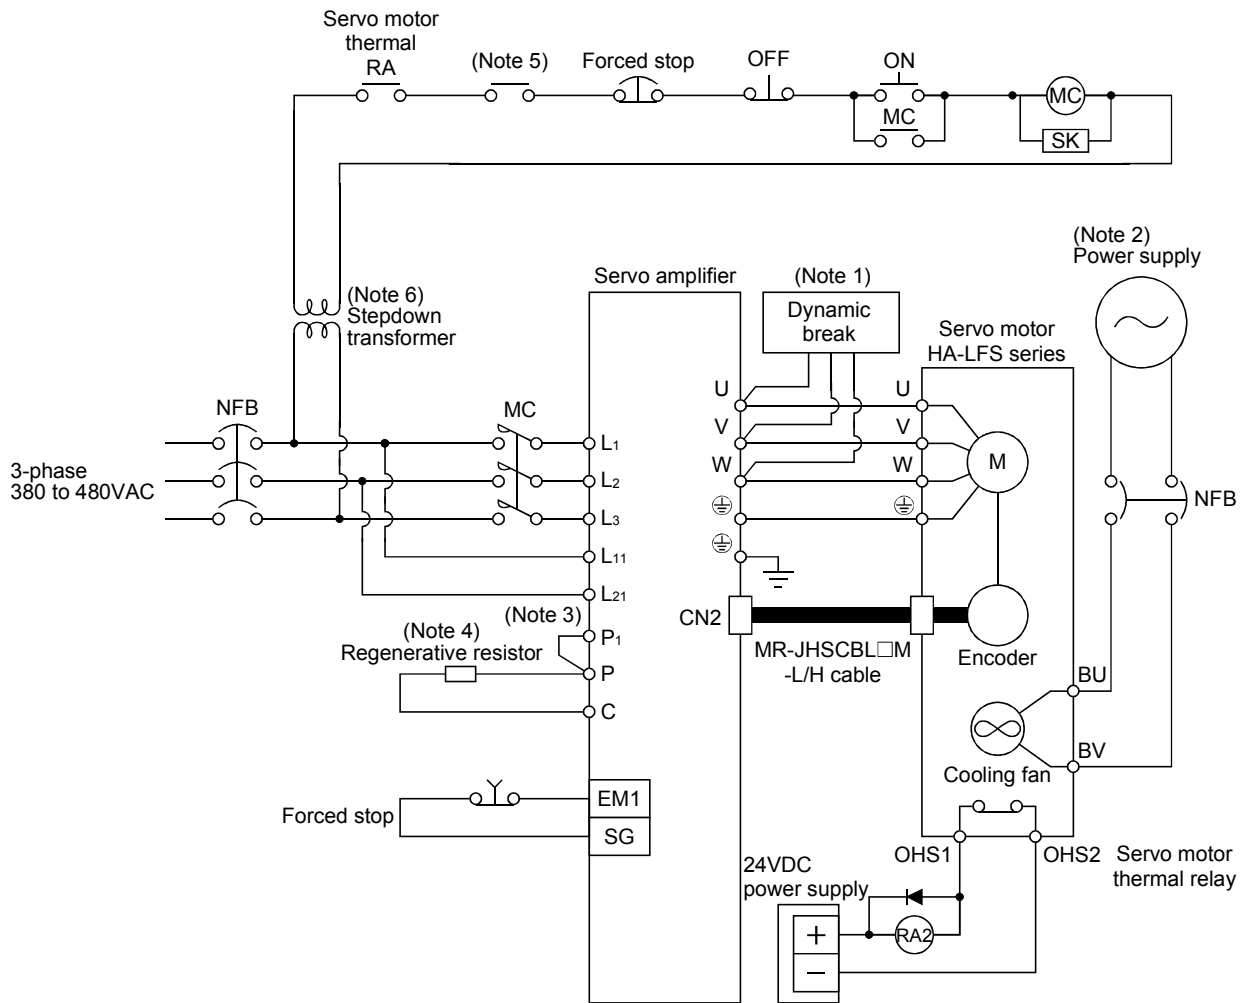 Servo motor
thermal
RA
(Note 5)
Forced stop
OFF
ON
MC
MC
SK
(Note 2)
Power supply
(Note 6)
Stepdown
transformer
Servo amplifier
(Note 1)
Dynamic
break
Servo motor
HA-LFS series
NFB
MC
3-phase
380 to 480VAC
L1
L2
L3
L11
L21
U
V
W
U
V
W
M
NFB
(Note 3)
P1
(Note 4)
Regenerative resistor
P
C
CN2
MR-JHSCBL□M
-L/H cable
Encoder
BU
BV
Cooling fan
Forced stop
EM1
SG
OHS1
OHS2
Servo motor
thermal relay
24VDC
power supply
+
−
RA2